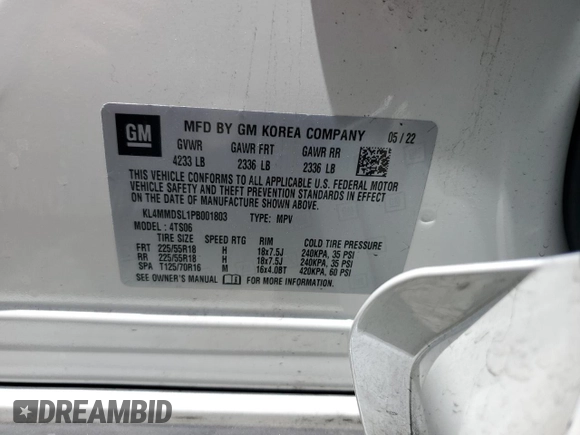 GM
MFD BY GM KOREA COMPANY 05/22
GVWR GAWR FRT GAWR RR
4233 LB 2336 LB 2336 LB
THIS VEHICLE CONFORMS TO ALL APPLICABLE U.S. FEDERAL MOTOR
VEHICLE SAFETY AND THEFT PREVENTION STANDARDS IN EFFECT
ON THE DATE OF MANUFACTURE SHOWN ABOVE.
KL4MMDSL1PB001803 TYPE: MPV
MODEL: 4TS06
TIRE SIZE SPEED RTG RIM COLD TIRE PRESSURE
FRT 225/55R18 H 18x7.5J 240KPA, 35 PSI
RR 225/55R18 H 18x7.5J 240KPA, 35 PSI
SPA T125/70R16 M 16x4.0BT 420KPA, 60 PSI
SEE OWNER'S MANUAL FOR MORE INFORMATION.
DREAMBID